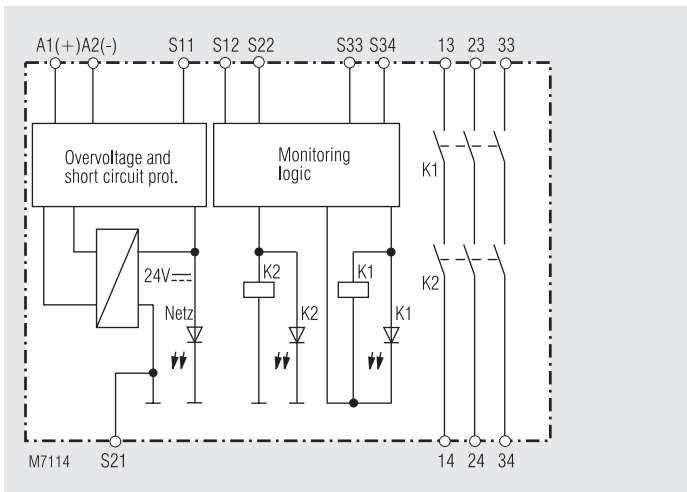 A1(+) A2(-) S11 S12 S22 S33 S34 13 23 33
Overvoltage and
short circuit prot.
Monitoring
logic
K1
24V
K2
K1
K2
Netz
K2
K1
M7114
S21
14 24 34